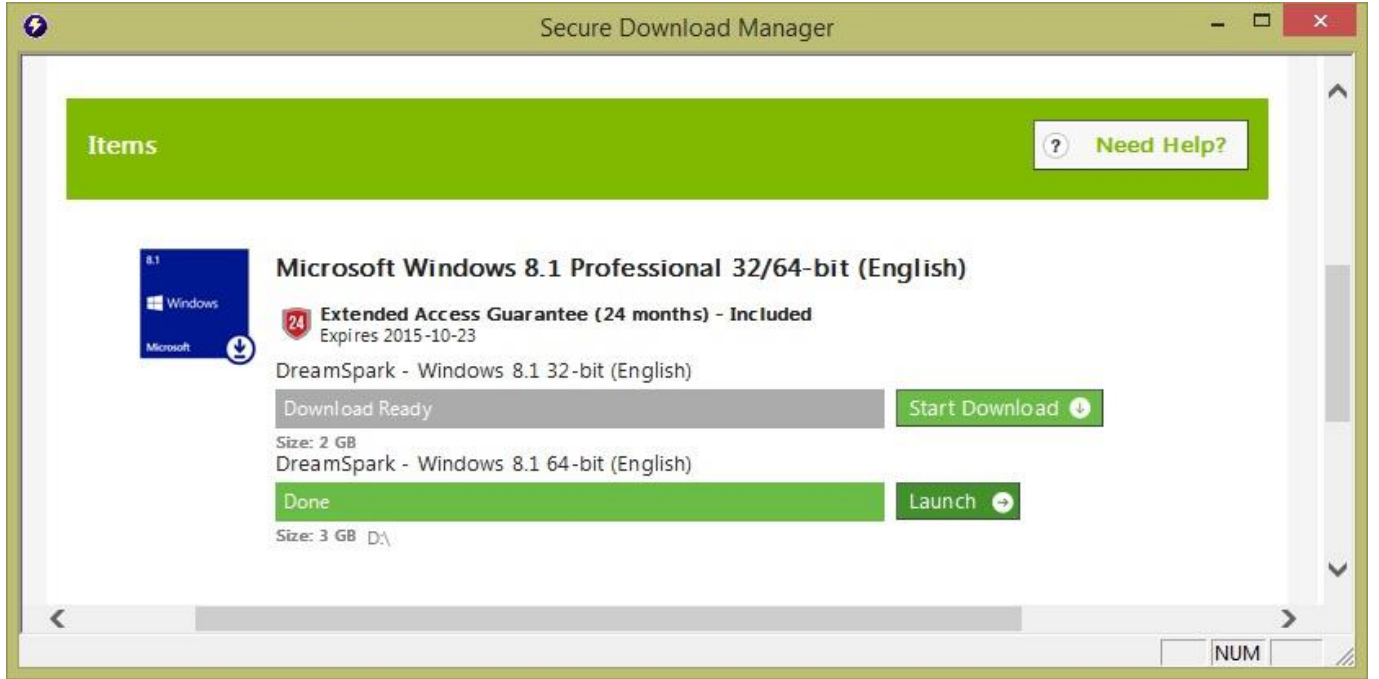 Secure Download Manager
Items
? Need Help?
8.1
Windows
Microsoft
Microsoft Windows 8.1 Professional 32/64-bit (English)
24
Extended Access Guarantee (24 months) - Included
Expires 2015-10-23
DreamSpark - Windows 8.1 32-bit (English)
Download Ready
Start Download
Size: 2 GB
DreamSpark - Windows 8.1 64-bit (English)
Done
Launch
Size: 3 GB D:\
NUM